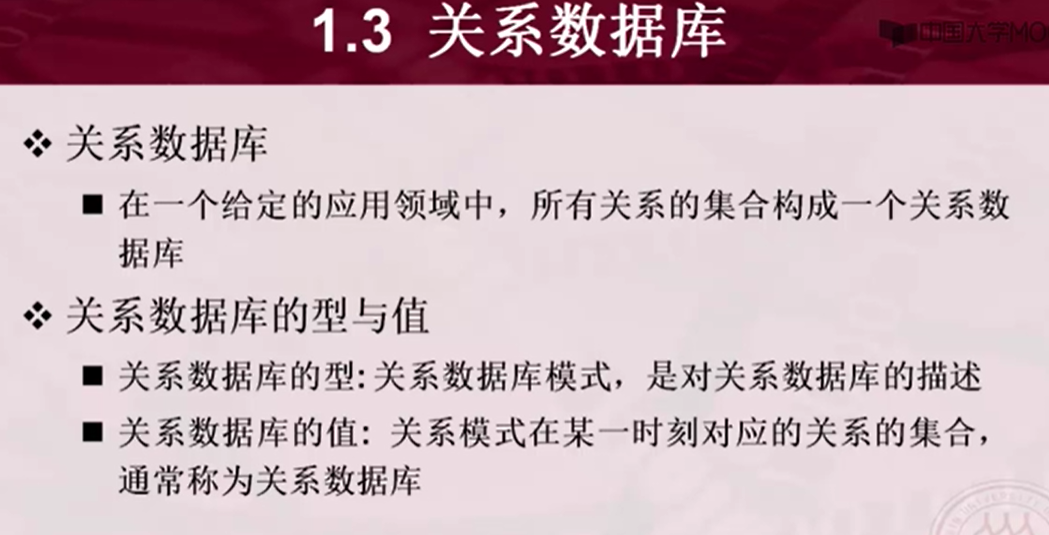 1.3 关系数据库
中国大学MO
关系数据库
在一个给定的应用领域中，所有关系的集合构成一个关系数
据库
关系数据库的型与值
关系数据库的型: 关系数据库模式，是对关系数据库的描述
关系数据库的值: 关系模式在某一时刻对应的关系的集合，
通常称为关系数据库